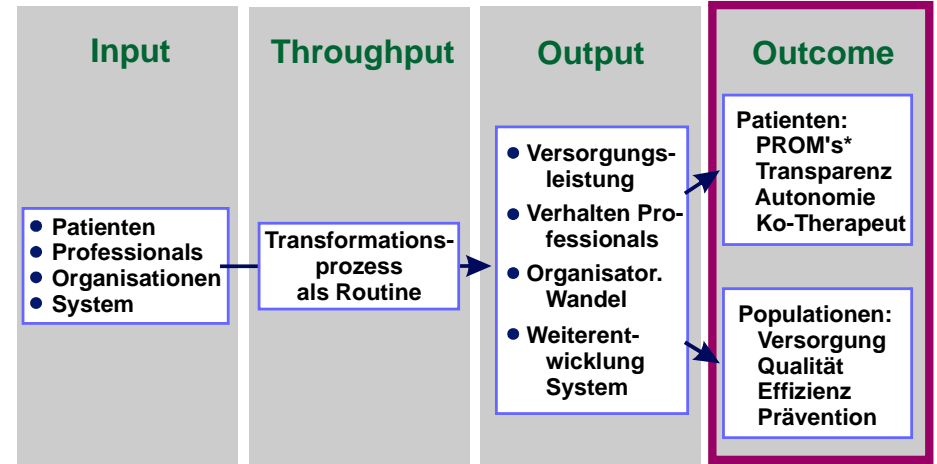 Input
● Patienten
● Professionals
● Organisationen
● System
Throughput
Transformations-
prozess
als Routine
Output
● Versorgungs-
leistung
● Verhalten Pro-
fessionals
● Organisator.
Wandel
● Weiterent-
wicklung
System
Outcome
Patienten:
PROM's*
Transparenz
Autonomie
Ko-Therapeut
Populationen:
Versorgung
Qualität
Effizienz
Prävention